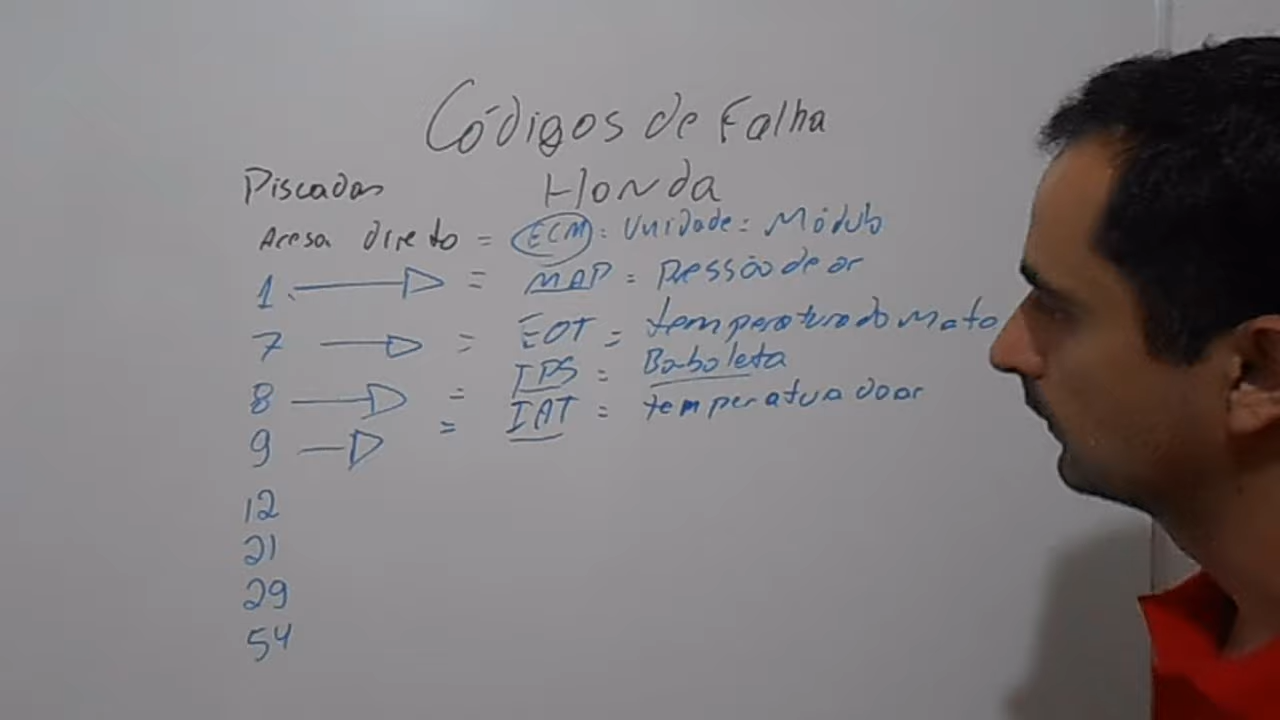 Códigos de Falha
Piscadas Honda
Acesa direto = ECM: Unidade: Módulo
1 = MAP = Pressão de ar
7 = EOT = temperatura do Moto
8 = TPS = Borboleta
9 = IAT = temperatura do ar
12
21
29
54